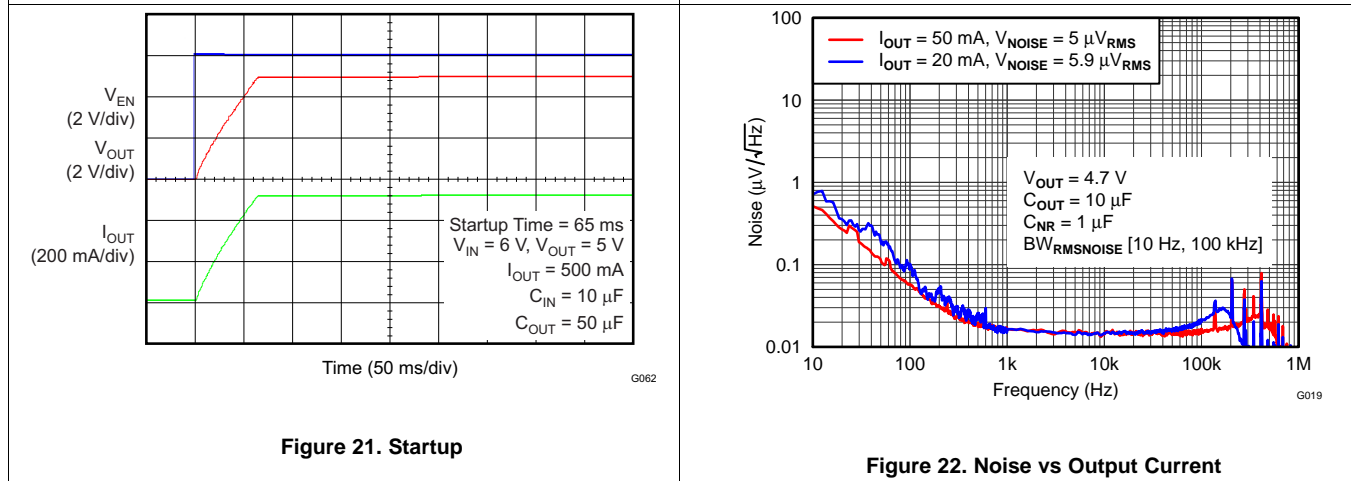 V_EN
(2 V/div)
V_OUT
(2 V/div)
I_OUT
(200 mA/div)
Startup Time = 65 ms
V_IN = 6 V, V_OUT = 5 V
I_OUT = 500 mA
C_IN = 10 μF
C_OUT = 50 μF
Time (50 ms/div)
G062
Figure 21. Startup
I_OUT = 50 mA, V_NOISE = 5 μV_RMS
I_OUT = 20 mA, V_NOISE = 5.9 μV_RMS
Noise (μV/√Hz)
100
10
1
0.1
0.01
V_OUT = 4.7 V
C_OUT = 10 μF
C_NR = 1 μF
BW_RMSNOISE [10 Hz, 100 kHz]
10 100 1k 10k 100k 1M
Frequency (Hz)
G019
Figure 22. Noise vs Output Current